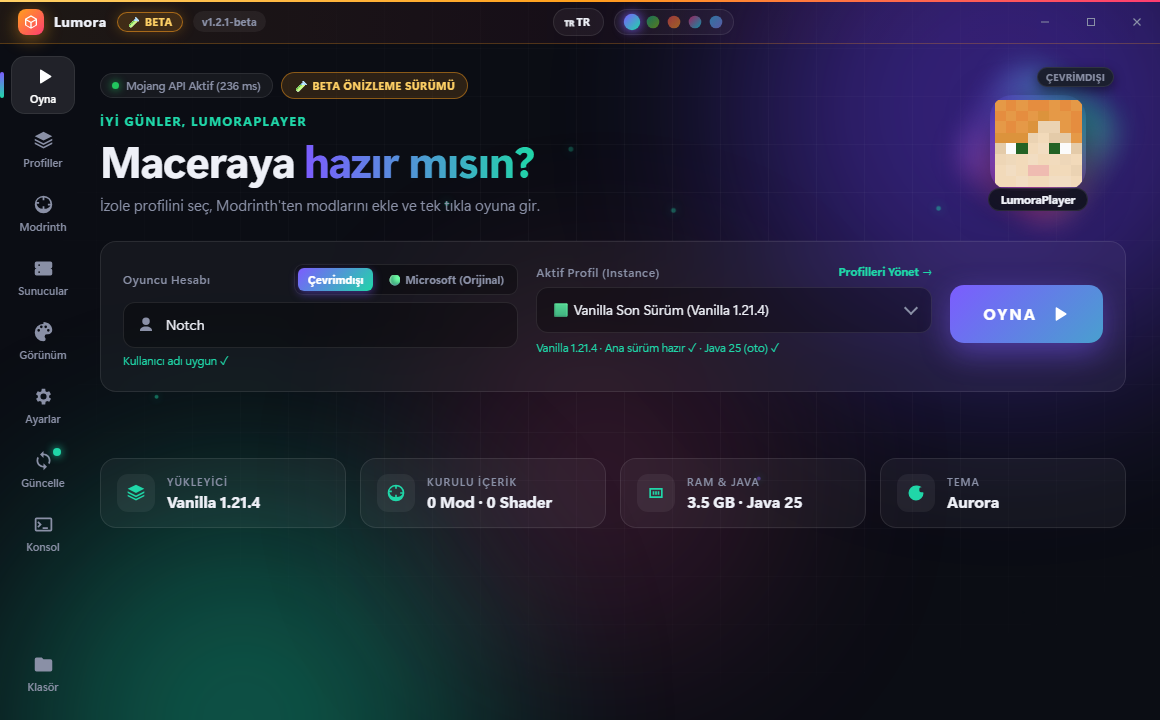 Lumora
BETA
v1.2.1-beta
TR TR
Oyna
Profiller
Modrinth
Sunucular
Görünüm
Ayarlar
Güncelle
Konsol
Klasör
Mojang API Aktif (236 ms)
BETA ÖNİZLEME SÜRÜMÜ
İYİ GÜNLER, LUMORAPLAYER
Maceraya hazır mısın?
İzole profilini seç, Modrinth'ten modlarını ekle ve tek tıkla oyuna gir.
ÇEVRİMDIŞI
LumoraPlayer
Oyuncu Hesabı
Çevrimdışı
Microsoft (Orijinal)
Notch
Kullanıcı adı uygun ✓
Aktif Profil (Instance)
Profilleri Yönet →
Vanilla Son Sürüm (Vanilla 1.21.4)
Vanilla 1.21.4 · Ana sürüm hazır ✓ · Java 25 (oto) ✓
OYNA
YÜKLEYİCİ
Vanilla 1.21.4
KURULU İÇERİK
0 Mod · 0 Shader
RAM & JAVA
3.5 GB · Java 25
TEMA
Aurora